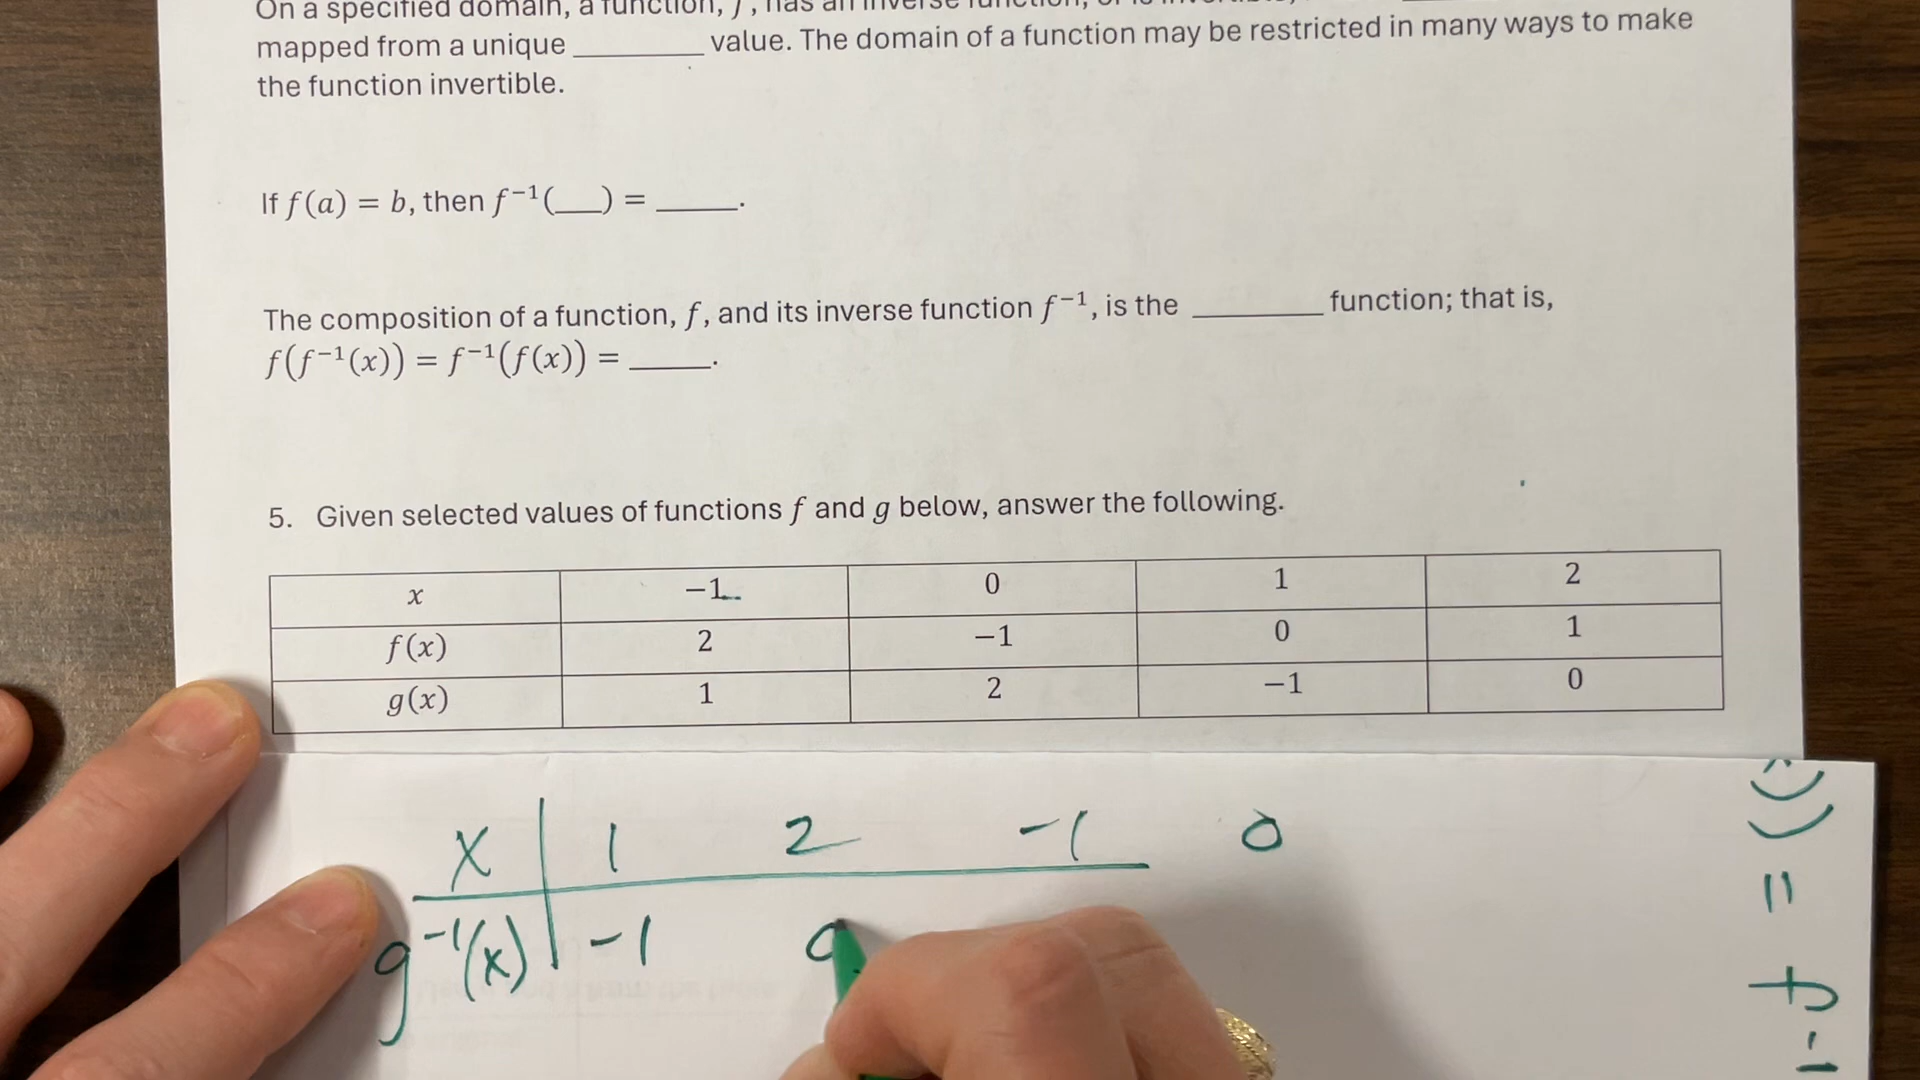 On a specified domain, a function, f, has an inverse function, or is invertible,
mapped from a unique ________ value. The domain of a function may be restricted in many ways to make
the function invertible.
If f(a) = b, then f⁻¹(___) = _____.
The composition of a function, f, and its inverse function f⁻¹, is the ________ function; that is,
f(f⁻¹(x)) = f⁻¹(f(x)) = _____.
5. Given selected values of functions f and g below, answer the following.
x −1 0 1 2
f(x) 2 −1 0 1
g(x) 1 2 −1 0
x 1 2 -1 0
g⁻¹(x) -1